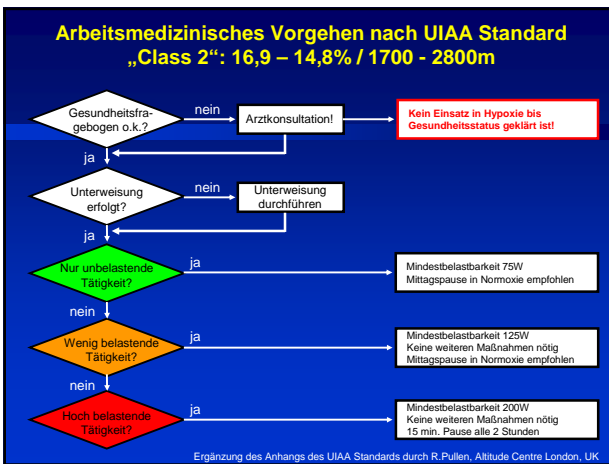 Arbeitsmedizinisches Vorgehen nach UIAA Standard
„Class 2“: 16,9 – 14,8% / 1700 - 2800m
Gesundheitsfra-
gebogen o.k.?
nein
Arztkonsultation!
Kein Einsatz in Hypoxie bis
Gesundheitsstatus geklärt ist!
ja
Unterweisung
erfolgt?
nein
Unterweisung
durchführen
ja
Nur unbelastende
Tätigkeit?
ja
Mindestbelastbarkeit 75W
Mittagspause in Normoxie empfohlen
nein
Wenig belastende
Tätigkeit?
ja
Mindestbelastbarkeit 125W
Keine weiteren Maßnahmen nötig
Mittagspause in Normoxie empfohlen
nein
Hoch belastende
Tätigkeit?
ja
Mindestbelastbarkeit 200W
Keine weiteren Maßnahmen nötig
15 min. Pause alle 2 Stunden
Ergänzung des Anhangs des UIAA Standards durch R.Pullen, Altitude Centre London, UK